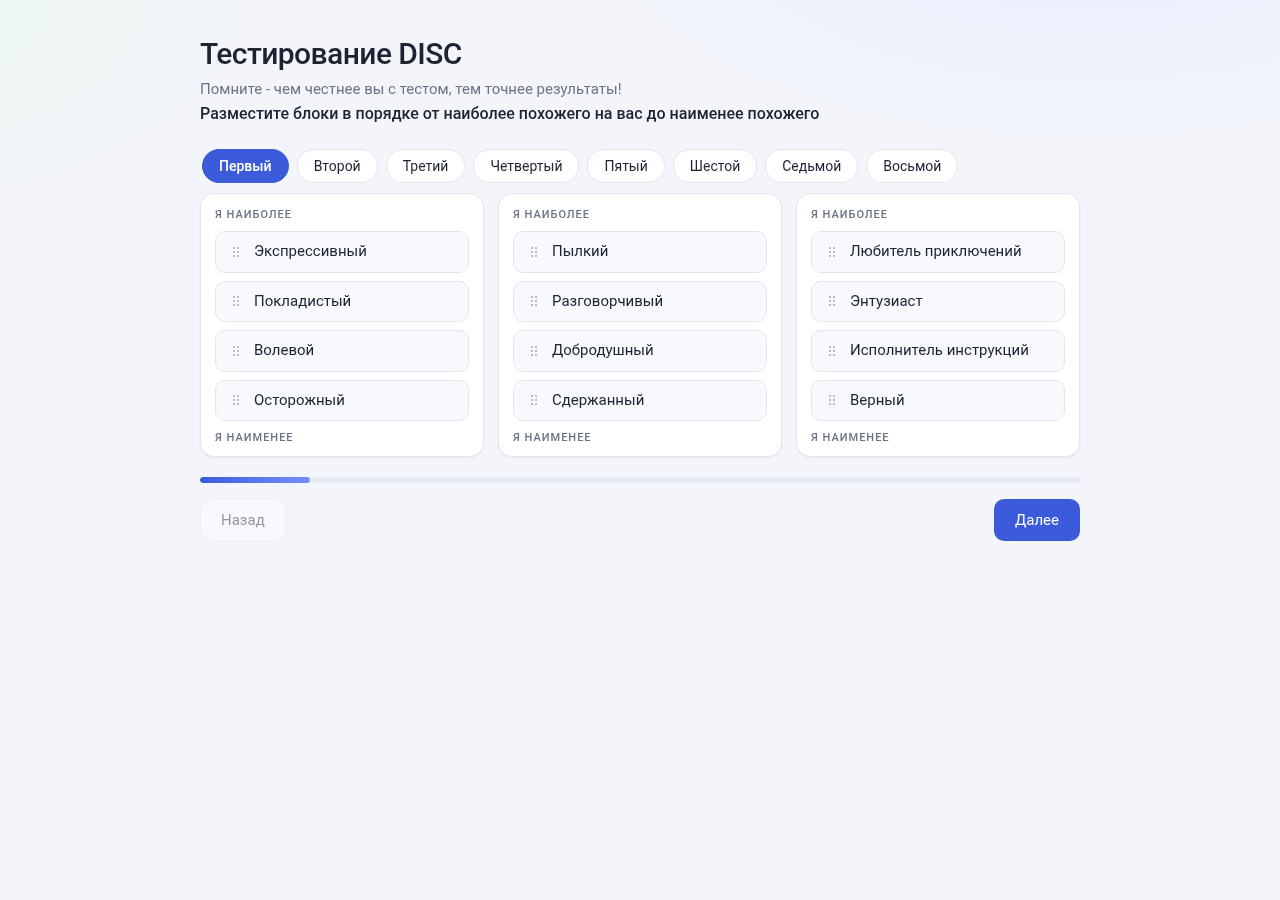 Тестирование DISC
Помните - чем честнее вы с тестом, тем точнее результаты!
Разместите блоки в порядке от наиболее похожего на вас до наименее похожего
Первый
Второй
Третий
Четвертый
Пятый
Шестой
Седьмой
Восьмой
Я НАИБОЛЕЕ
Экспрессивный
Покладистый
Волевой
Осторожный
Я НАИМЕНЕЕ
Я НАИБОЛЕЕ
Пылкий
Разговорчивый
Добродушный
Сдержанный
Я НАИМЕНЕЕ
Я НАИБОЛЕЕ
Любитель приключений
Энтузиаст
Исполнитель инструкций
Верный
Я НАИМЕНЕЕ
Назад
Далее